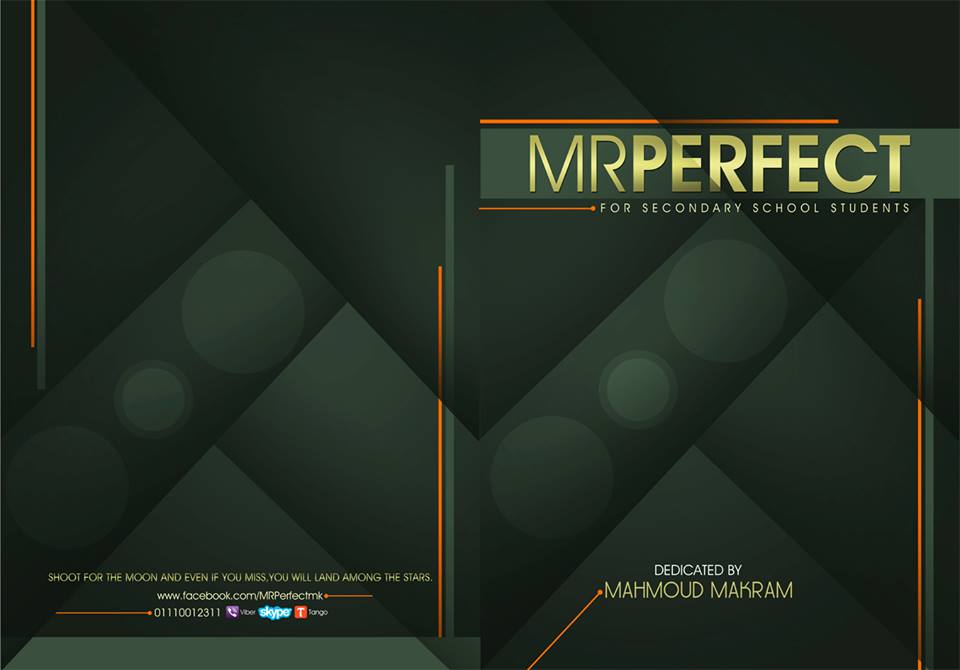 MRPERFECT
FOR SECONDARY SCHOOL STUDENTS
DEDICATED BY
MAHMOUD MAKRAM
SHOOT FOR THE MOON AND EVEN IF YOU MISS,YOU WILL LAND AMONG THE STARS.
www.facebook.com/MRPerfectmk
01110012311 Viber skype T Tango